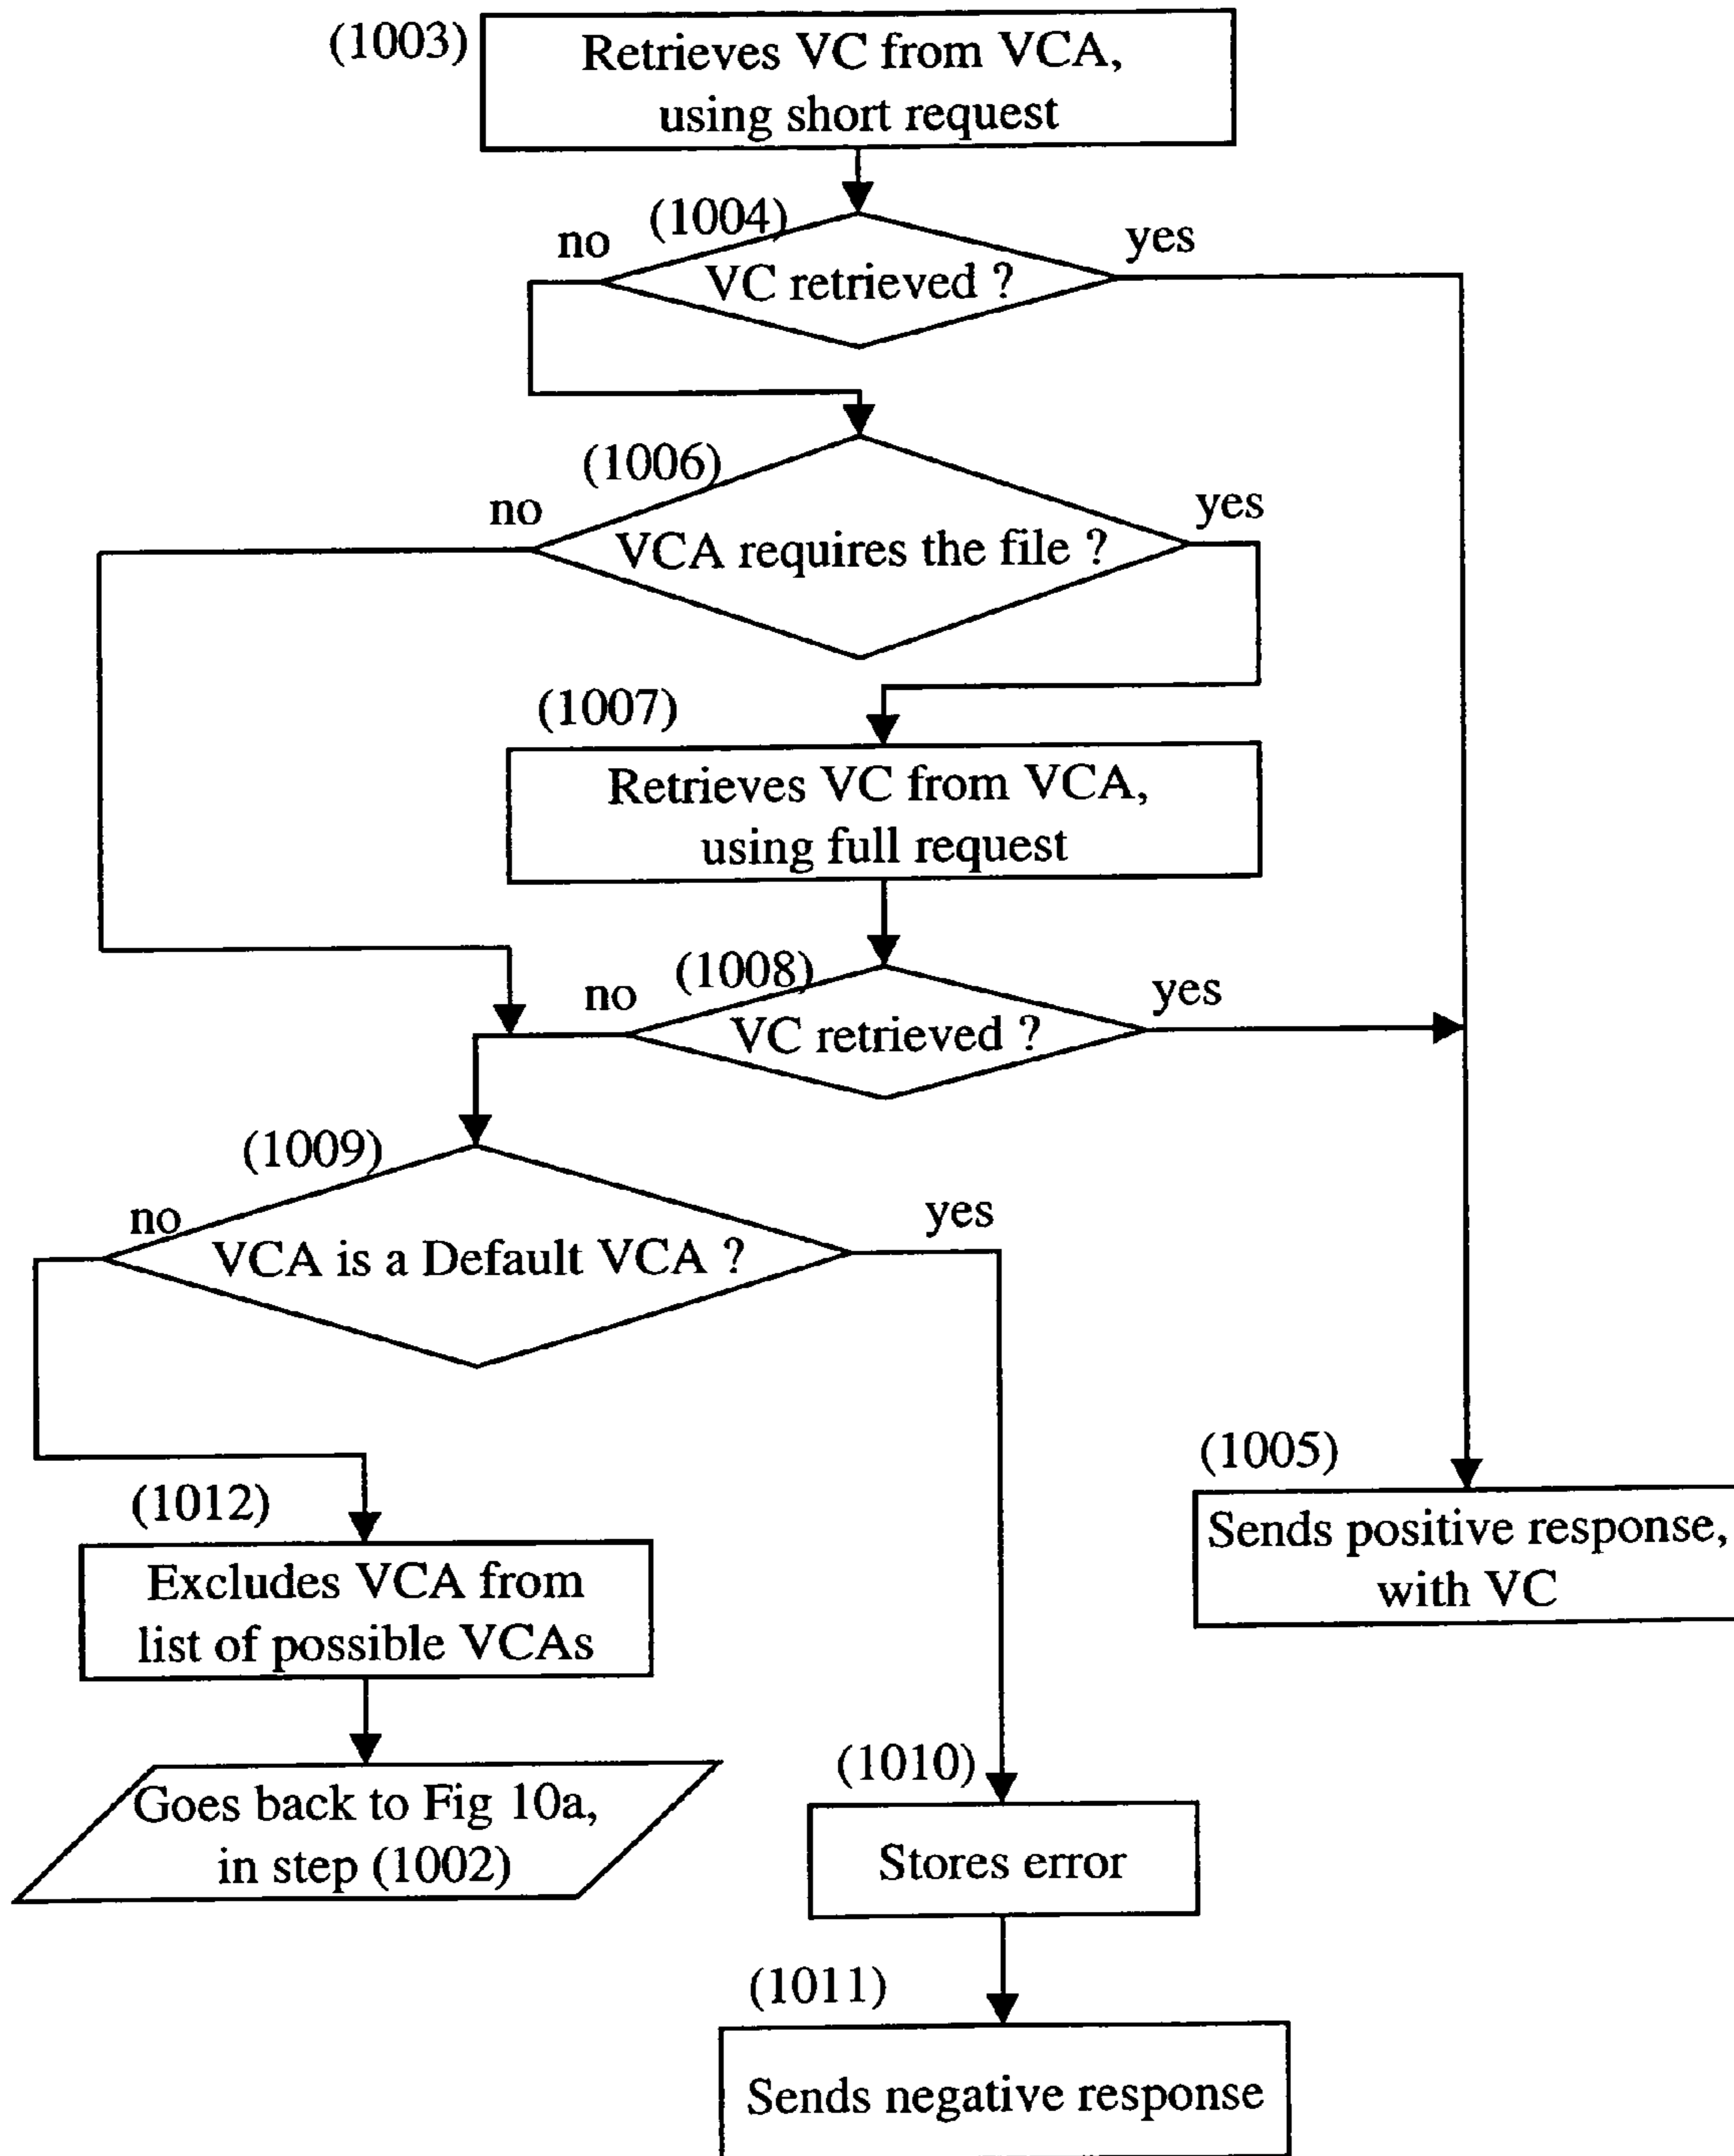 (1003)
Retrieves VC from VCA,
using short request
(1004)
no
yes
VC retrieved ?
(1006)
no
yes
VCA requires the file ?
(1007)
Retrieves VC from VCA,
using full request
(1008)
no
yes
VC retrieved ?
(1009)
no
yes
VCA is a Default VCA ?
(1005)
Sends positive response,
with VC
(1012)
Excludes VCA from
list of possible VCAs
Goes back to Fig 10a,
in step (1002)
(1010)
Stores error
(1011)
Sends negative response